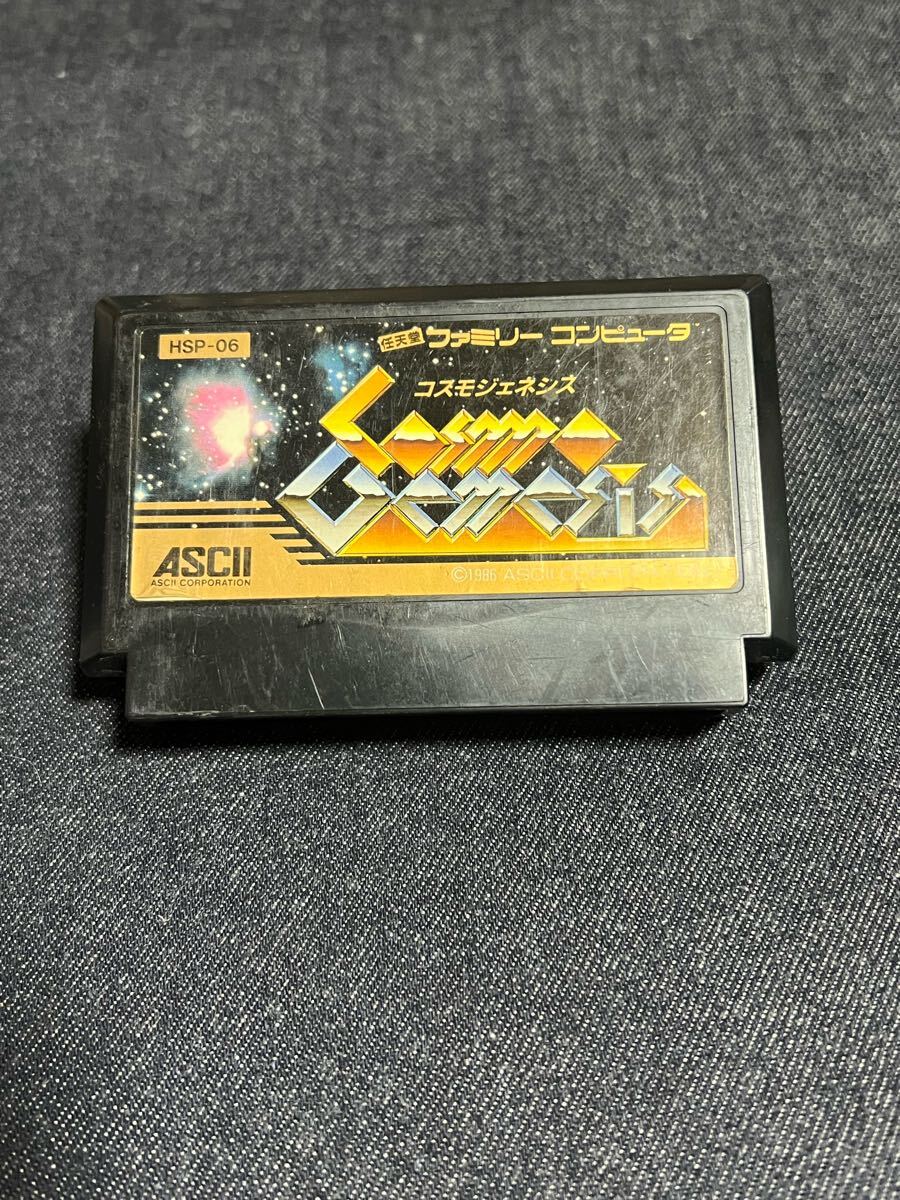 HSP-06
任天堂 ファミリー コンピュータ
コスモジェネシス
Cosmo
Genesis
ASCII
ASCII CORPORATION
©1986 ASCII